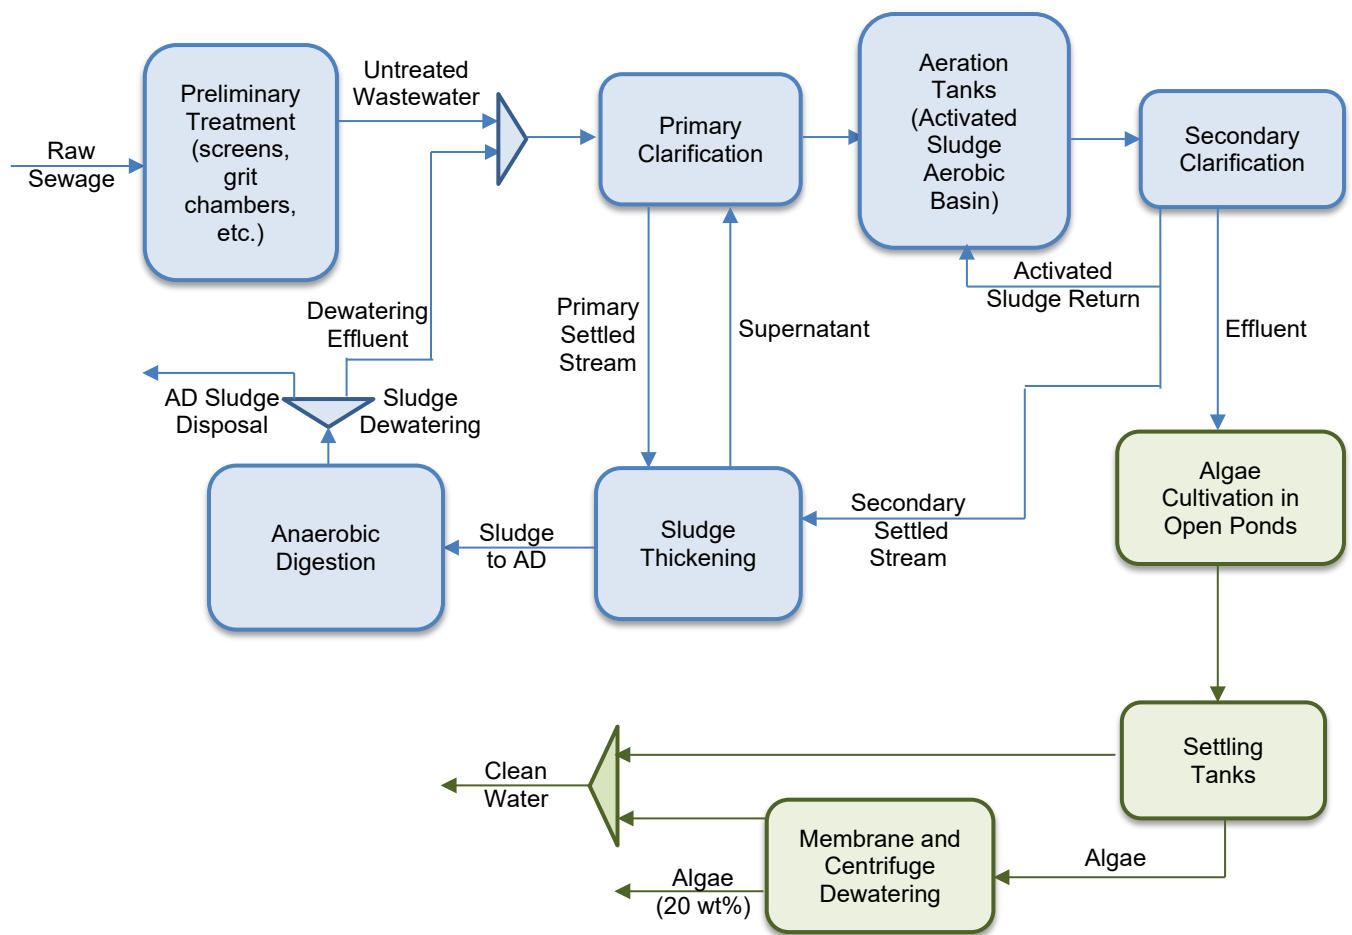 Raw
Sewage
Preliminary
Treatment
(screens,
grit
chambers,
etc.)
Untreated
Wastewater
Primary
Clarification
Aeration
Tanks
(Activated
Sludge
Aerobic
Basin)
Secondary
Clarification
Activated
Sludge Return
Effluent
Dewatering
Effluent
Primary
Settled
Stream
Supernatant
AD Sludge
Disposal
Sludge
Dewatering
Anaerobic
Digestion
Sludge
to AD
Sludge
Thickening
Secondary
Settled
Stream
Algae
Cultivation in
Open Ponds
Settling
Tanks
Clean
Water
Membrane and
Centrifuge
Dewatering
Algae
Algae
(20 wt%)